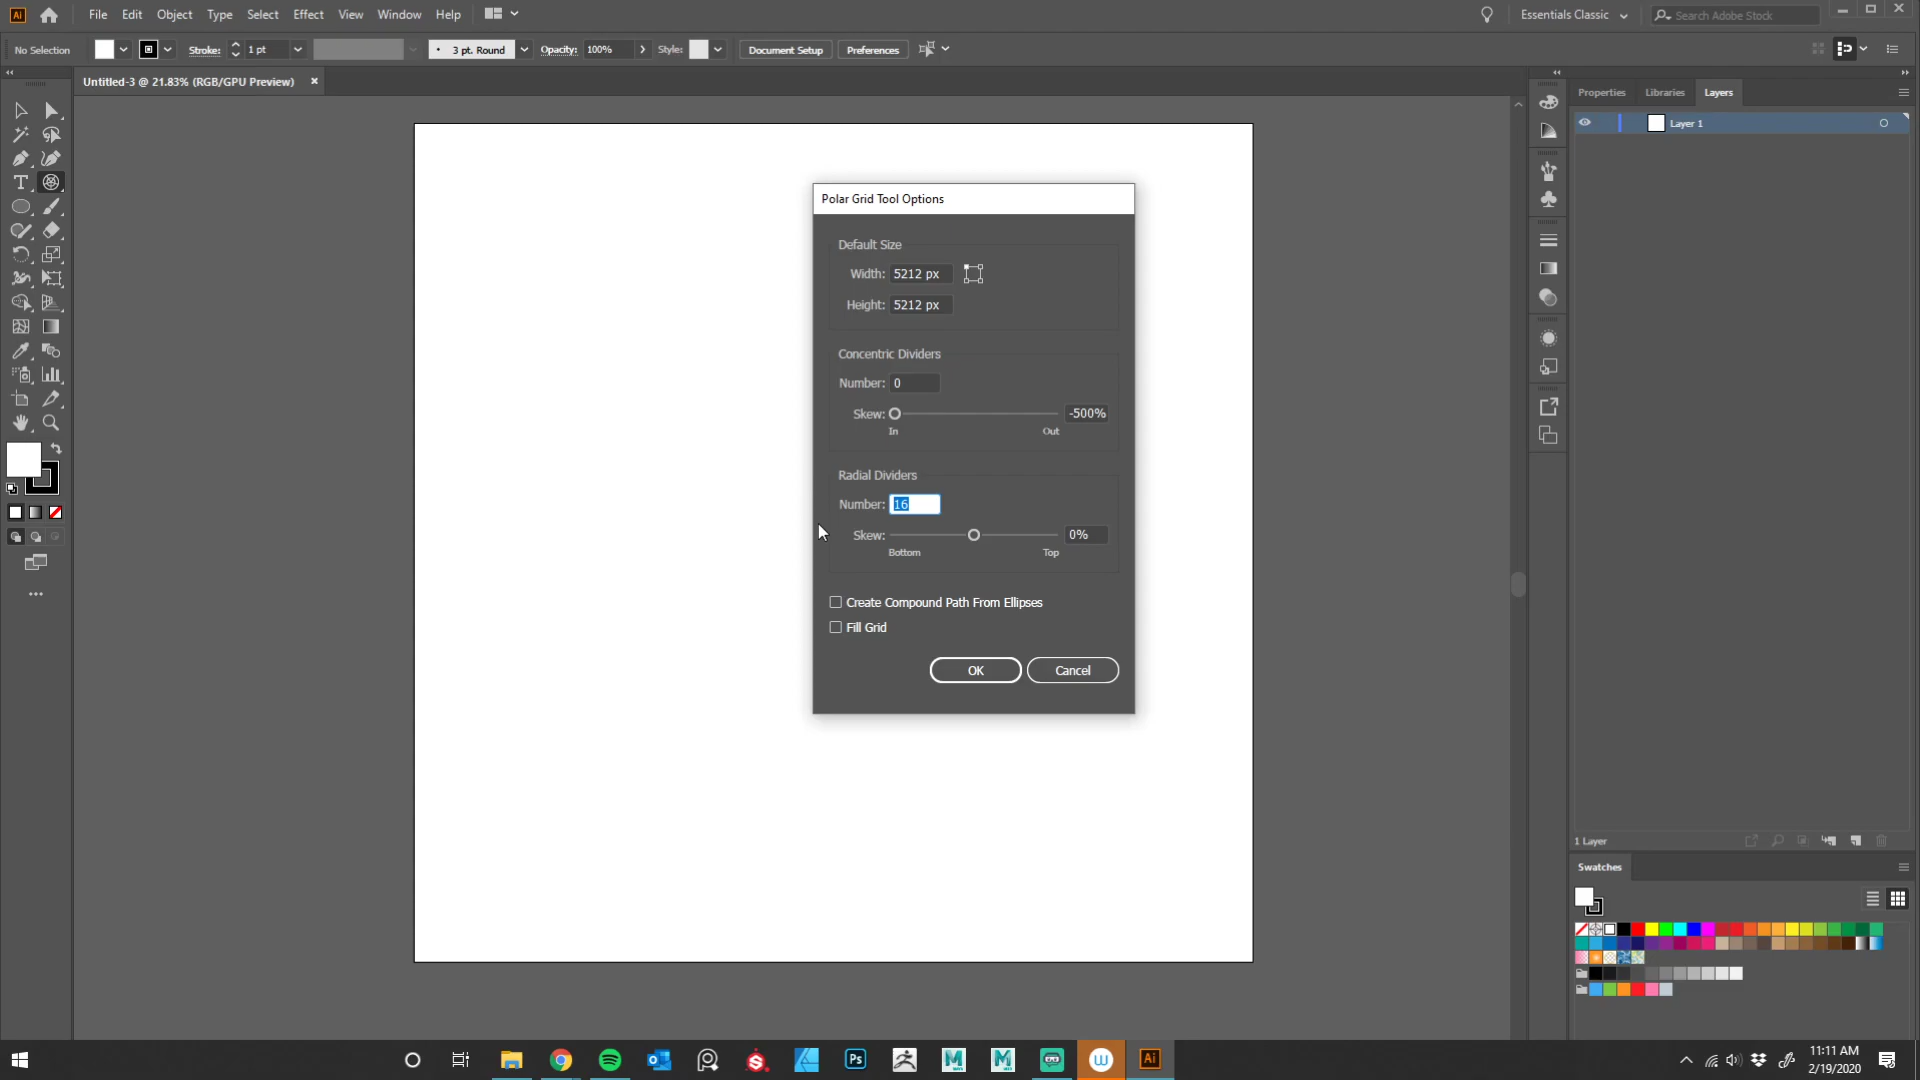 Ai File Edit Object Type Select Effect View Window Help Essentials Classic Search Adobe Stock
No Selection Stroke: 1 pt 3 pt. Round Opacity: 100% Style: Document Setup Preferences
Untitled-3 @ 21.83% (RGB/GPU Preview)
Properties Libraries Layers
Layer 1
Polar Grid Tool Options
Default Size
Width: 5212 px
Height: 5212 px
Concentric Dividers
Number: 0
Skew: -500%
In Out
Radial Dividers
Number: 16
Skew: 0%
Bottom Top
Create Compound Path From Ellipses
Fill Grid
OK Cancel
1 Layer
Swatches
Ps M M w Ai
11:11 AM
2/19/2020